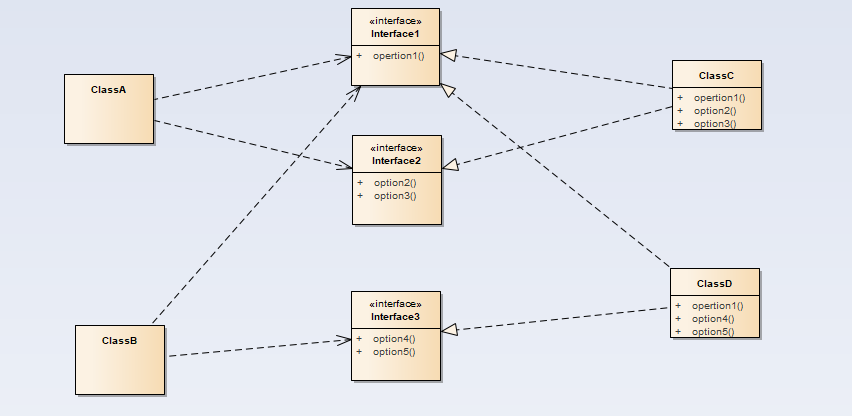 «interface»
Interface1
+ opertion1()
ClassA
ClassC
+ opertion1()
+ option2()
+ option3()
«interface»
Interface2
+ option2()
+ option3()
ClassD
+ opertion1()
+ option4()
+ option5()
«interface»
Interface3
+ option4()
+ option5()
ClassB